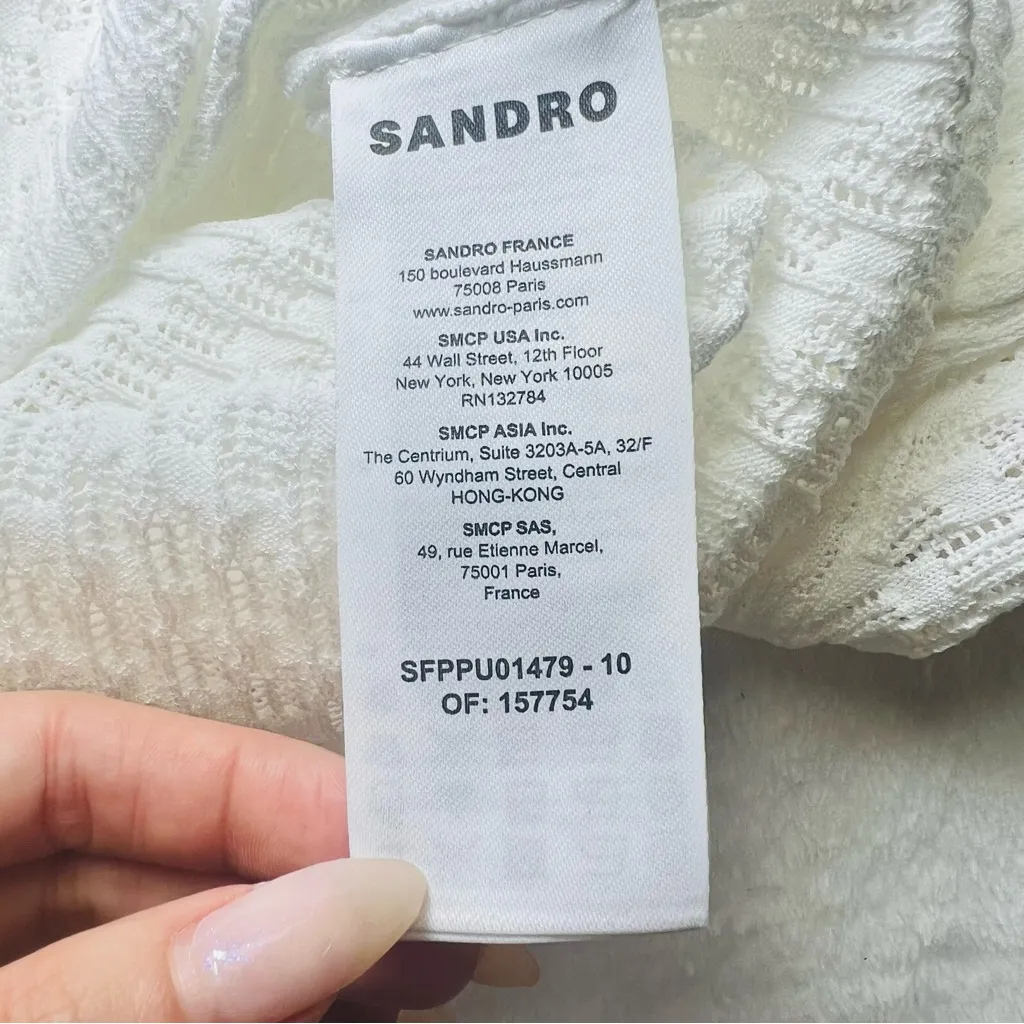 SANDRO
SANDRO FRANCE
150 boulevard Haussmann
75008 Paris
www.sandro-paris.com
SMCP USA Inc.
44 Wall Street, 12th Floor
New York, New York 10005
RN132784
SMCP ASIA Inc.
The Centrium, Suite 3203A-5A, 32/F
60 Wyndham Street, Central
HONG-KONG
SMCP SAS,
49, rue Etienne Marcel,
75001 Paris,
France
SFPPU01479 - 10
OF: 157754